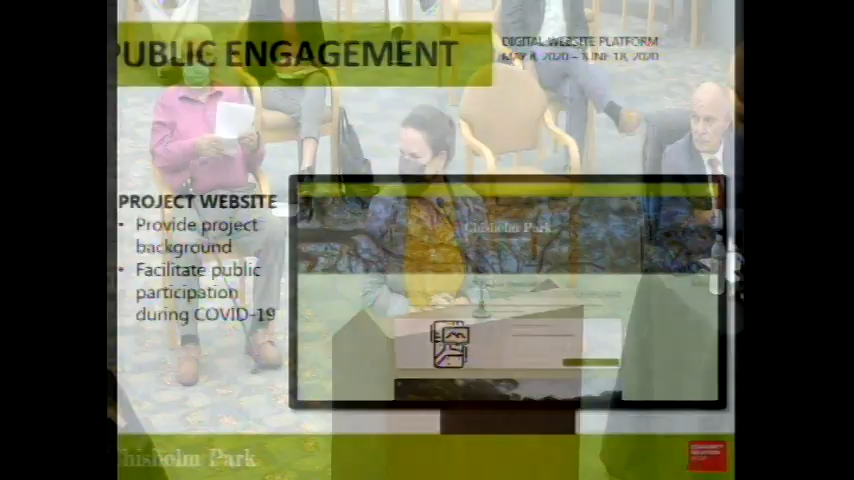 PUBLIC ENGAGEMENT
DIGITAL WEBSITE PLATFORM
MAY 8, 2020 – JUNE 18, 2020
PROJECT WEBSITE
• Provide project
background
• Facilitate public
participation
during COVID-19
Chisholm Park
Chisholm Park